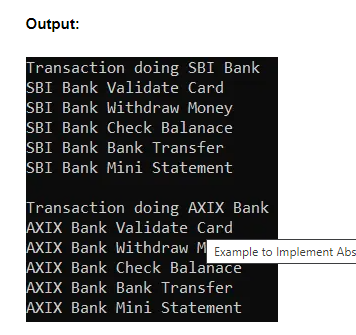 Output:
Transaction doing SBI Bank
SBI Bank Validate Card
SBI Bank Withdraw Money
SBI Bank Check Balanace
SBI Bank Bank Transfer
SBI Bank Mini Statement
Transaction doing AXIX Bank
AXIX Bank Validate Card
AXIX Bank Withdraw
Example to Implement
AXIX Bank Check Balanace
AXIX Bank Bank Transfer
AXIX Bank Mini Statement